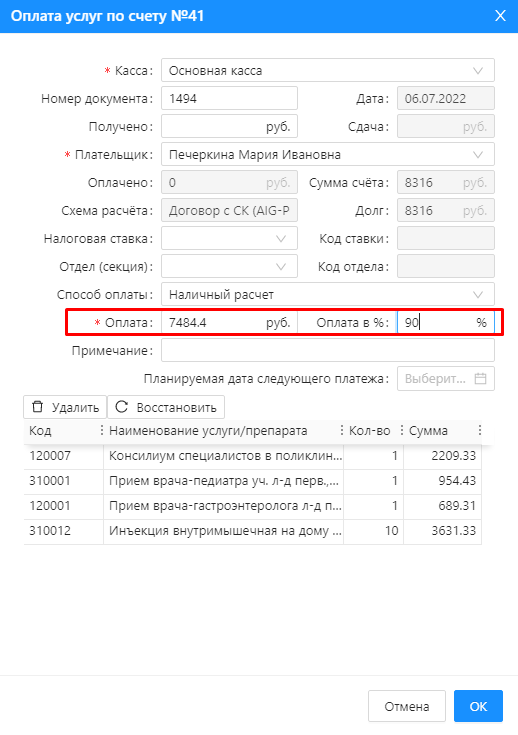 Оплата услуг по счету №41
* Касса: Основная касса
Номер документа: 1494 Дата: 06.07.2022
Получено: руб. Сдача: руб.
* Плательщик: Печеркина Мария Ивановна
Оплачено: 0 руб. Сумма счёта: 8316 руб.
Схема расчёта: Договор с СК (AIG-Р Долг: 8316 руб.
Налоговая ставка: Код ставки:
Отдел (секция): Код отдела:
Способ оплаты: Наличный расчет
* Оплата: 7484.4 руб. Оплата в %: 90 %
Примечание:
Планируемая дата следующего платежа: Выберит...
Удалить Восстановить
Код Наименование услуги/препарата Кол-во Сумма
120007 Консилиум специалистов в поликлин... 1 2209.33
310001 Прием врача-педиатра уч. л-д перв.,... 1 954.43
120001 Прием врача-гастроэнтеролога л-д п... 1 689.31
310012 Инъекция внутримышечная на дому ... 10 3631.33
Отмена OK